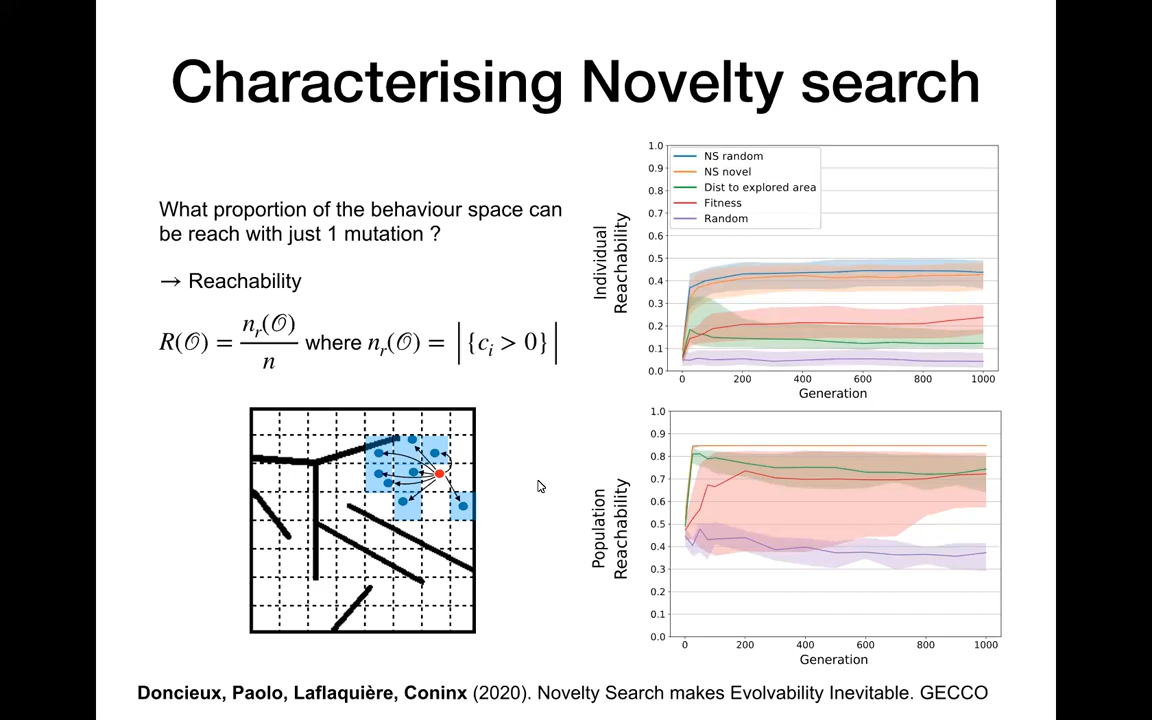 Characterising Novelty search
What proportion of the behaviour space can
be reach with just 1 mutation ?
→ Reachability
R(𝒪) = n_r(𝒪) / n where n_r(𝒪) = |{c_i > 0}|
Individual
Reachability
1.0
0.9
0.8
0.7
0.6
0.5
0.4
0.3
0.2
0.1
0.0
NS random
NS novel
Dist to explored area
Fitness
Random
0 200 400 600 800 1000
Generation
Population
Reachability
1.0
0.9
0.8
0.7
0.6
0.5
0.4
0.3
0.2
0.1
0.0
0 200 400 600 800 1000
Generation
Doncieux, Paolo, Laflaquière, Coninx (2020). Novelty Search makes Evolvability Inevitable. GECCO